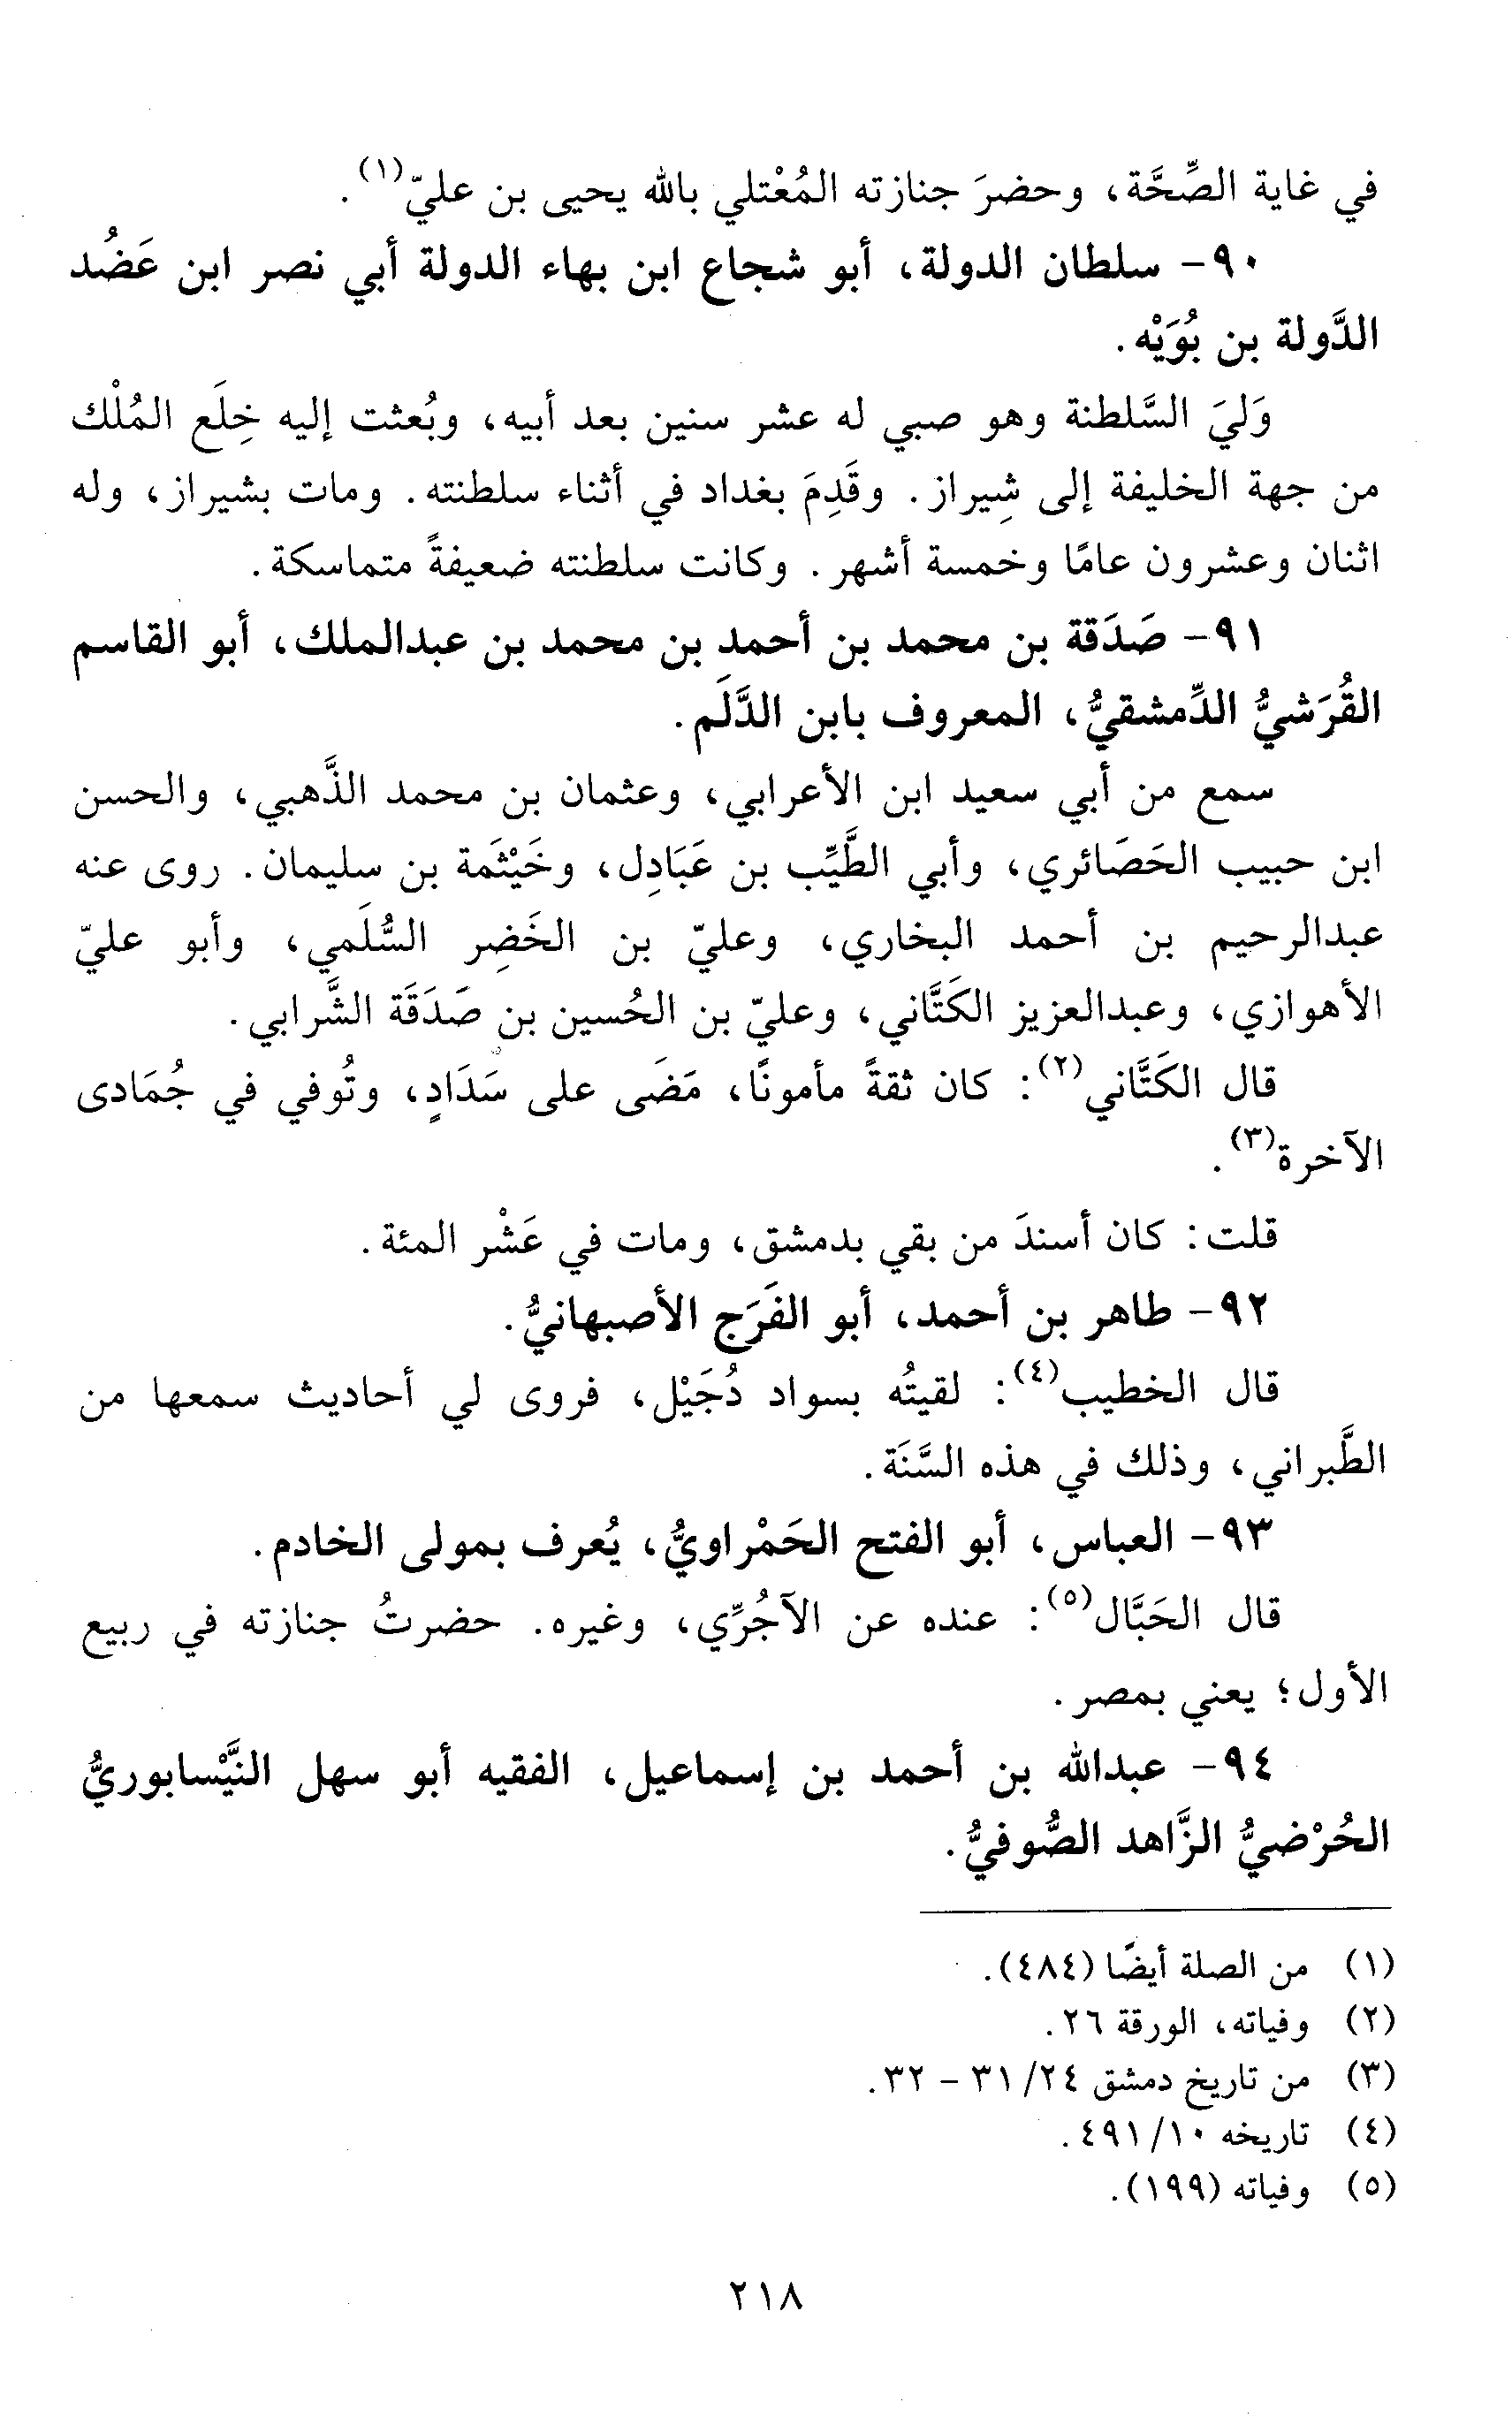 في غاية الصِّحَّة، وحضرَ جنازته المُعْتلي بالله يحيى بن عليّ(١).
٩٠- سلطان الدولة، أبو شجاع ابن بهاء الدولة أبي نصر ابن عَضُد
الدَّولة بن بُوَيْه.
وَليَ السَّلطنة وهو صبي له عشر سنين بعد أبيه، وبُعثت إليه خِلَع المُلْك
من جهة الخليفة إلى شِيراز. وقَدِمَ بغداد في أثناء سلطنته. ومات بشيراز، وله
اثنان وعشرون عامًا وخمسة أشهر. وكانت سلطنته ضعيفةً متماسكة.
٩١- صَدَقة بن محمد بن أحمد بن محمد بن عبدالملك، أبو القاسم
القُرَشيُّ الدِّمشقيُّ، المعروف بابن الدَّلَم.
سمع من أبي سعيد ابن الأعرابي، وعثمان بن محمد الذَّهبي، والحسن
ابن حبيب الحَصَائري، وأبي الطَّيِّب بن عَبَادِل، وخَيْثَمة بن سليمان. روى عنه
عبدالرحيم بن أحمد البخاري، وعليّ بن الخَضِر السُّلَمي، وأبو عليّ
الأهوازي، وعبدالعزيز الكَتَّاني، وعليّ بن الحُسين بن صَدَقَة الشَّرابي.
قال الكَتَّاني(٢): كان ثقةً مأمونًا، مَضَى على سَدَادٍ، وتُوفي في جُمَادى
الآخرة(٣).
قلت: كان أسندَ من بقي بدمشق، ومات في عَشْر المئة.
٩٢- طاهر بن أحمد، أبو الفَرَج الأصبهانيُّ.
قال الخطيب(٤): لقيتُه بسواد دُجَيْل، فروى لي أحاديث سمعها من
الطَّبراني، وذلك في هذه السَّنَة.
٩٣- العباس، أبو الفتح الحَمْراويُّ، يُعرف بمولى الخادم.
قال الحَبَّال(٥): عنده عن الآجُرِّي، وغيره. حضرتُ جنازته في ربيع
الأول؛ يعني بمصر.
٩٤- عبدالله بن أحمد بن إسماعيل، الفقيه أبو سهل النَّيْسابوريُّ
الحُرْضيُّ الزَّاهد الصُّوفيُّ.
(١) من الصلة أيضًا (٤٨٤).
(٢) وفياته، الورقة ٢٦.
(٣) من تاريخ دمشق ٢٤/ ٣١ - ٣٢.
(٤) تاريخه ١٠/ ٤٩١.
(٥) وفياته (١٩٩).
٢١٨